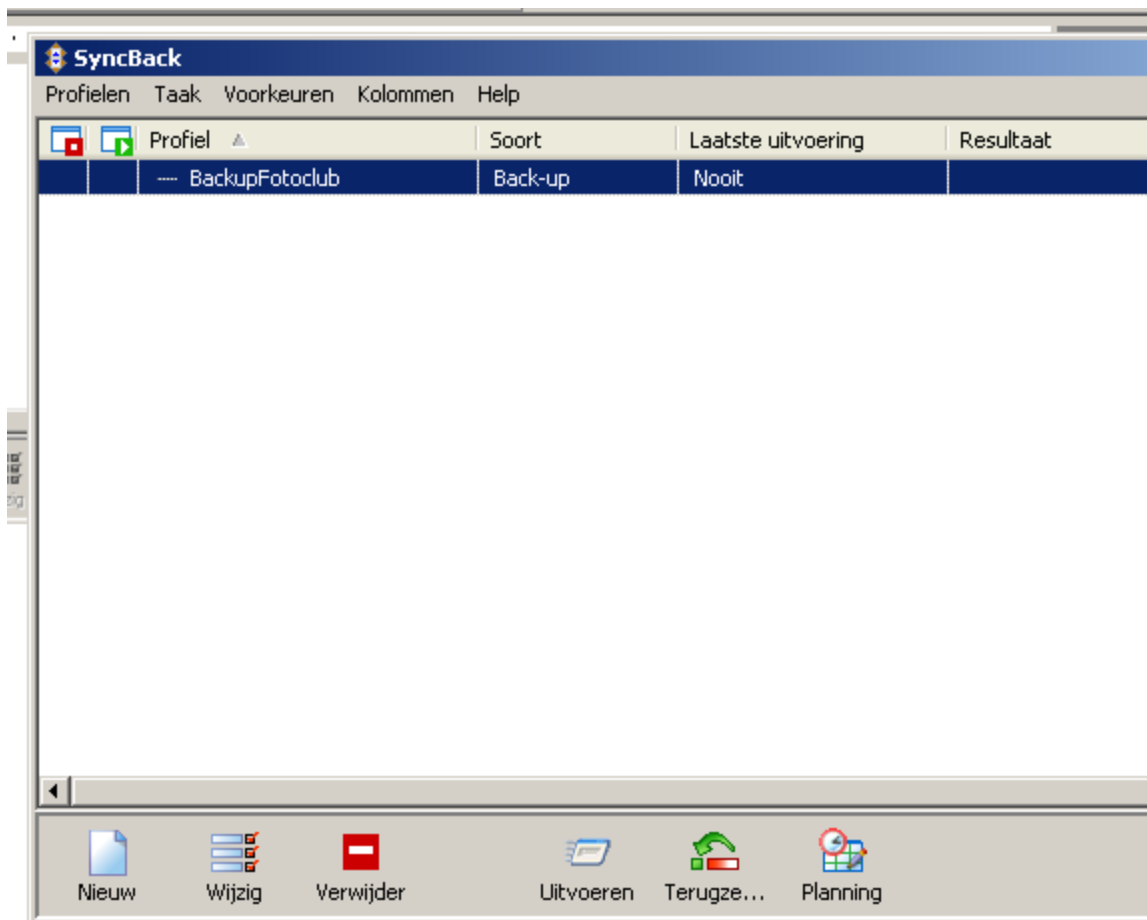 SyncBack
Profielen Taak Voorkeuren Kolommen Help
Profiel Soort Laatste uitvoering Resultaat
BackupFotoclub Back-up Nooit
zig
Nieuw Wijzig Verwijder Uitvoeren Terugze... Planning